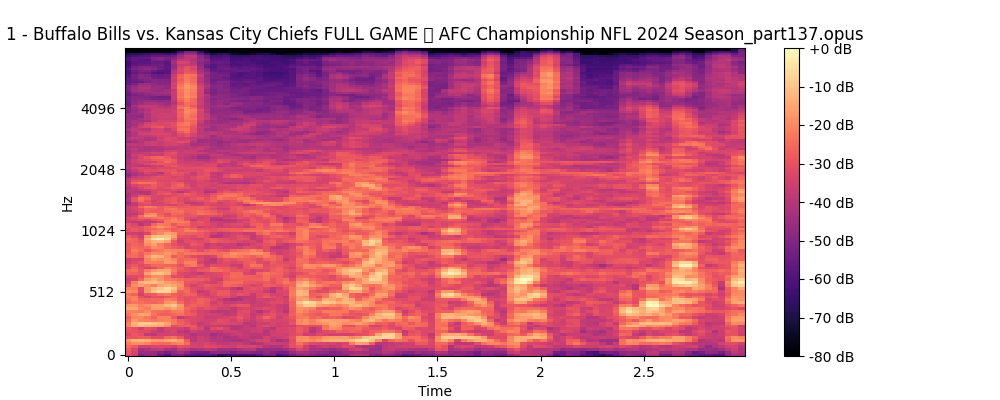 1 - Buffalo Bills vs. Kansas City Chiefs FULL GAME ▯ AFC Championship NFL 2024 Season_part137.opus
+0 dB
-10 dB
-20 dB
-30 dB
-40 dB
-50 dB
-60 dB
-70 dB
-80 dB
4096
2048
1024
512
0
Hz
0
0.5
1
1.5
2
2.5
Time